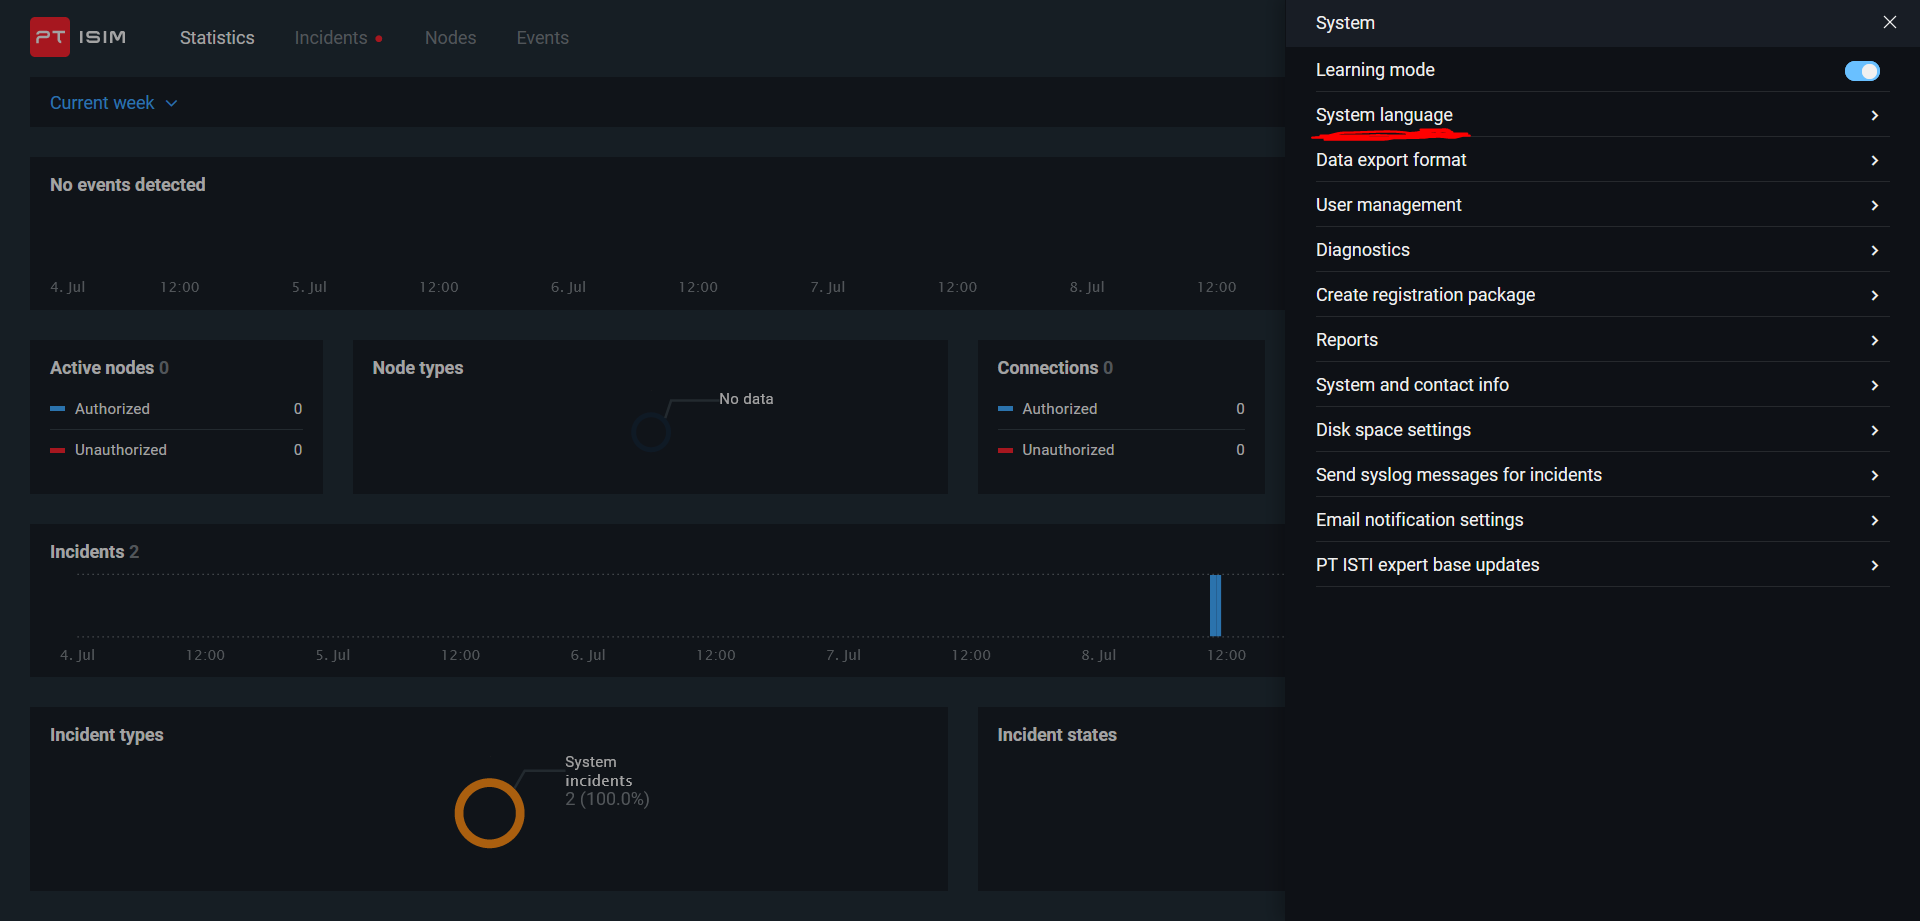 PT ISIM Statistics Incidents Nodes Events
Current week
No events detected
4. Jul 12:00 5. Jul 12:00 6. Jul 12:00 7. Jul 12:00 8. Jul 12:00
Active nodes 0
Authorized 0
Unauthorized 0
Node types
No data
Connections 0
Authorized 0
Unauthorized 0
Incidents 2
4. Jul 12:00 5. Jul 12:00 6. Jul 12:00 7. Jul 12:00 8. Jul 12:00
Incident types
System
incidents
2 (100.0%)
Incident states
System
Learning mode
System language
Data export format
User management
Diagnostics
Create registration package
Reports
System and contact info
Disk space settings
Send syslog messages for incidents
Email notification settings
PT ISTI expert base updates